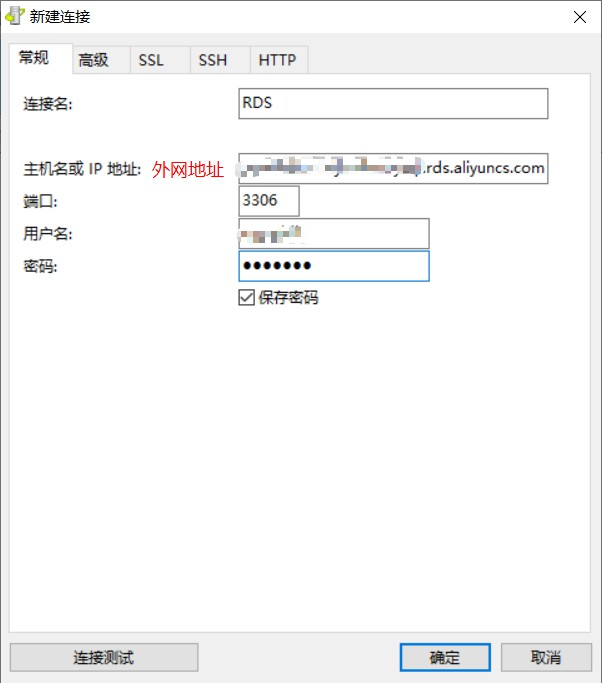 新建连接
常规 高级 SSL SSH HTTP
连接名: RDS
主机名或 IP 地址: 外网地址 .rds.aliyuncs.com
端口: 3306
用户名:
密码: ●●●●●●●
保存密码
连接测试 确定 取消